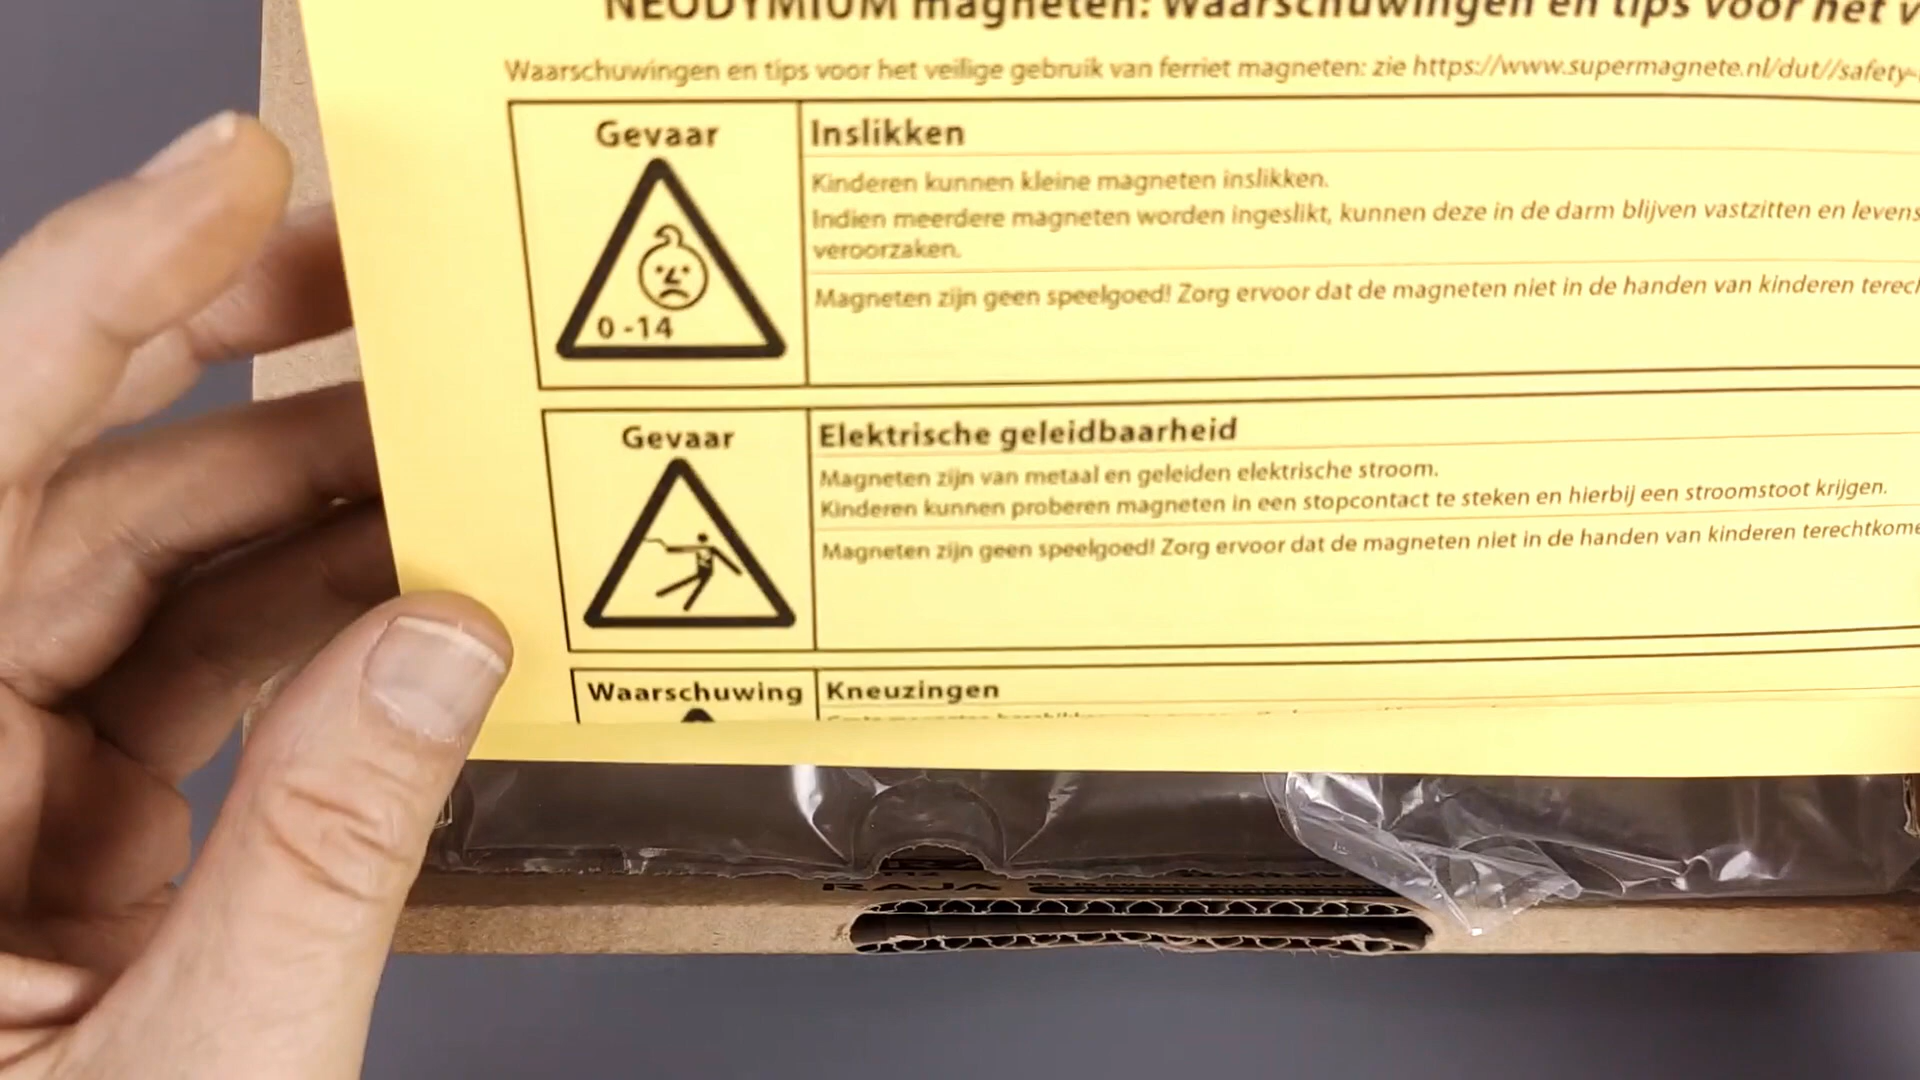 NEODYMIUM magneten: Waarschuwingen en tips voor het v
Waarschuwingen en tips voor het veilige gebruik van ferriet magneten: zie https://www.supermagnete.nl/dut//safety-
Gevaar
0 -14
Inslikken
Kinderen kunnen kleine magneten inslikken.
Indien meerdere magneten worden ingeslikt, kunnen deze in de darm blijven vastzitten en levens
veroorzaken.
Magneten zijn geen speelgoed! Zorg ervoor dat de magneten niet in de handen van kinderen terech
Gevaar
Elektrische geleidbaarheid
Magneten zijn van metaal en geleiden elektrische stroom.
Kinderen kunnen proberen magneten in een stopcontact te steken en hierbij een stroomstoot krijgen.
Magneten zijn geen speelgoed! Zorg ervoor dat de magneten niet in de handen van kinderen terechtkome
Waarschuwing
Kneuzingen
RAJA